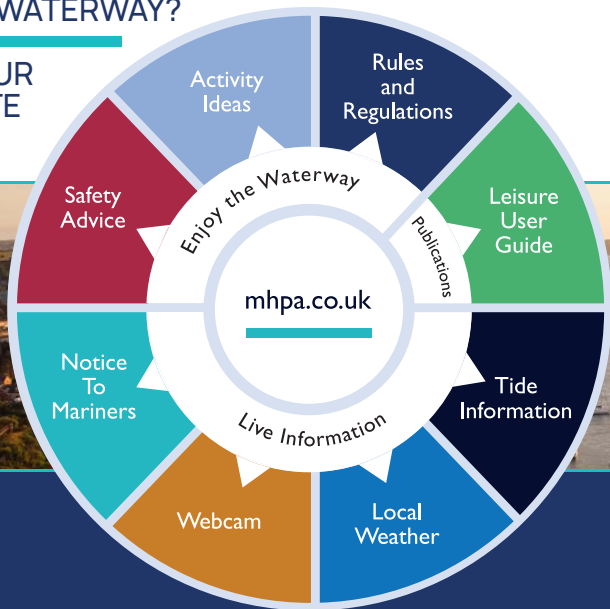 WATERWAY?
UR
TE
Activity
Ideas
Rules
and
Regulations
Safety
Advice
Enjoy the Waterway
Publications
Leisure
User
Guide
mhpa.co.uk
Notice
To
Mariners
Live Information
Tide
Information
Webcam
Local
Weather